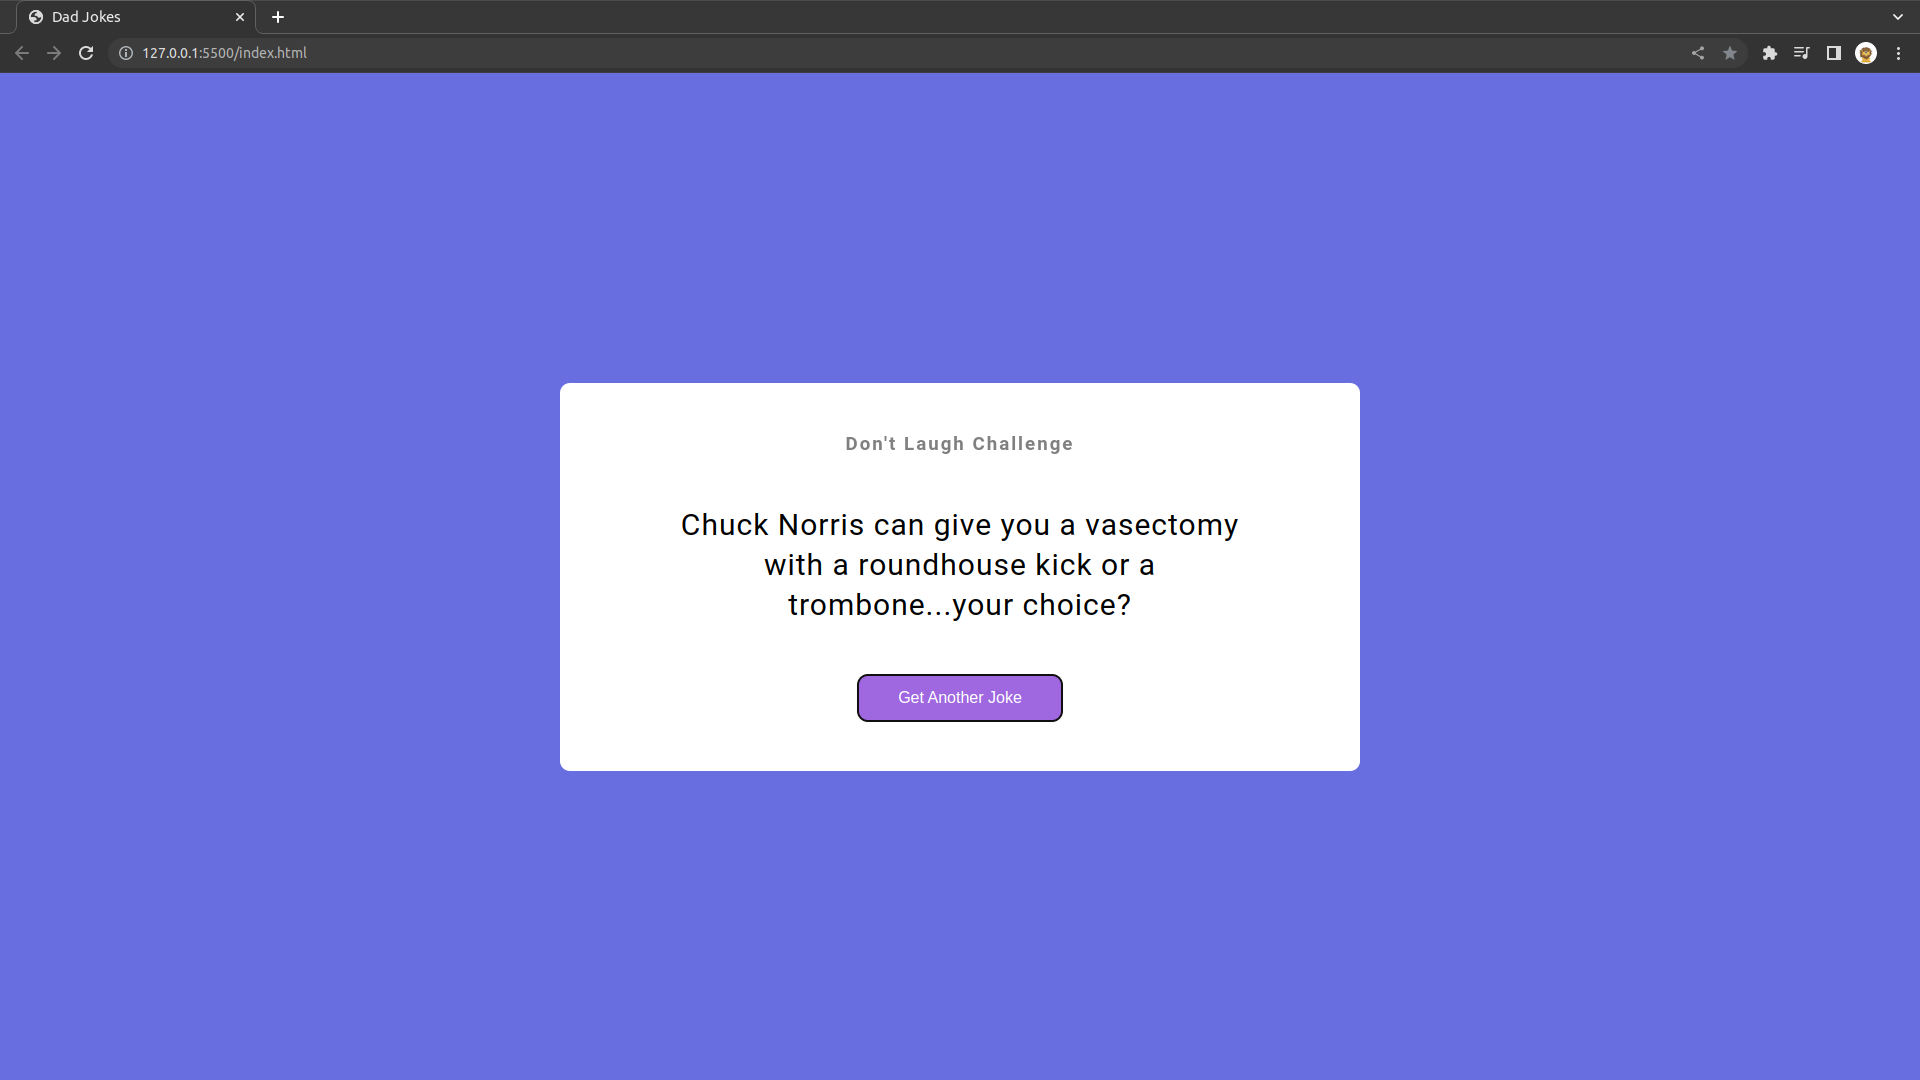 Dad Jokes
127.0.0.1:5500/index.html
Don't Laugh Challenge
Chuck Norris can give you a vasectomy
with a roundhouse kick or a
trombone...your choice?
Get Another Joke